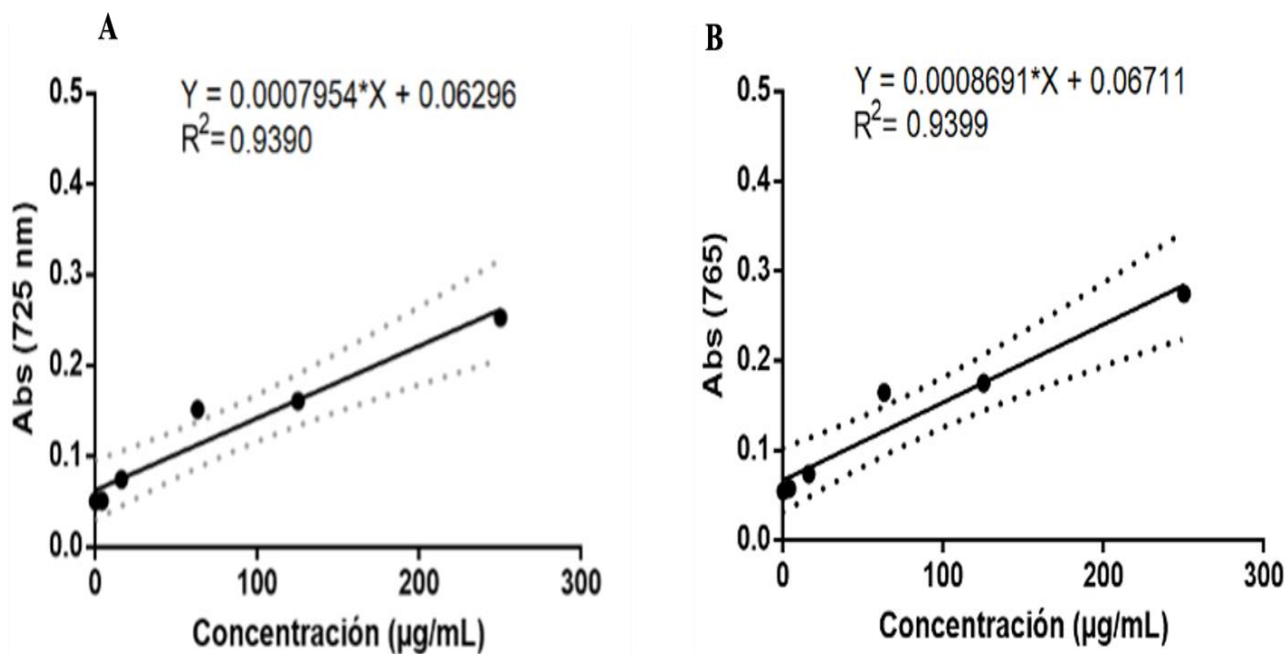 A
Y = 0.0007954*X + 0.06296
R²= 0.9390
0.5
0.4
0.3
0.2
0.1
0.0
Abs (725 nm)
0 100 200 300
Concentración (µg/mL)
B
Y = 0.0008691*X + 0.06711
R²= 0.9399
0.5
0.4
0.3
0.2
0.1
0.0
Abs (765)
0 100 200 300
Concentración (µg/mL)